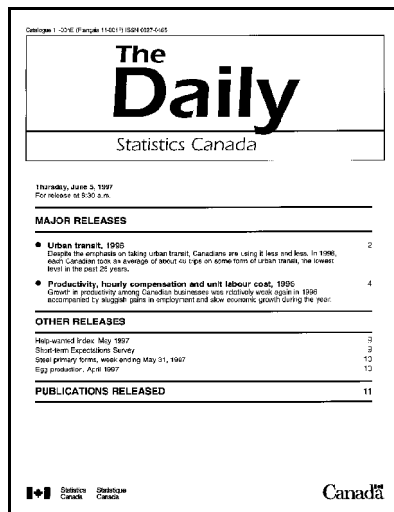 Catalogue 11-001E (Français 11-001F) ISSN 0827-0465
The
Daily
Statistics Canada
Thursday, June 5, 1997
For release at 8:30 a.m.
MAJOR RELEASES
● Urban transit, 1996 2
Despite the emphasis on taking urban transit, Canadians are using it less and less. In 1996,
each Canadian took an average of about 48 trips on some form of urban transit, the lowest
level in the past 25 years.
● Productivity, hourly compensation and unit labour cost, 1996 4
Growth in productivity among Canadian businesses was relatively weak again in 1996
accompanied by sluggish gains in employment and slow economic growth during the year.
OTHER RELEASES
Help-wanted Index, May 1997 9
Short-term Expectations Survey 9
Steel primary forms, week ending May 31, 1997 10
Egg production, April 1997 10
PUBLICATIONS RELEASED 11
Statistics Statistique
Canada Canada
Canada